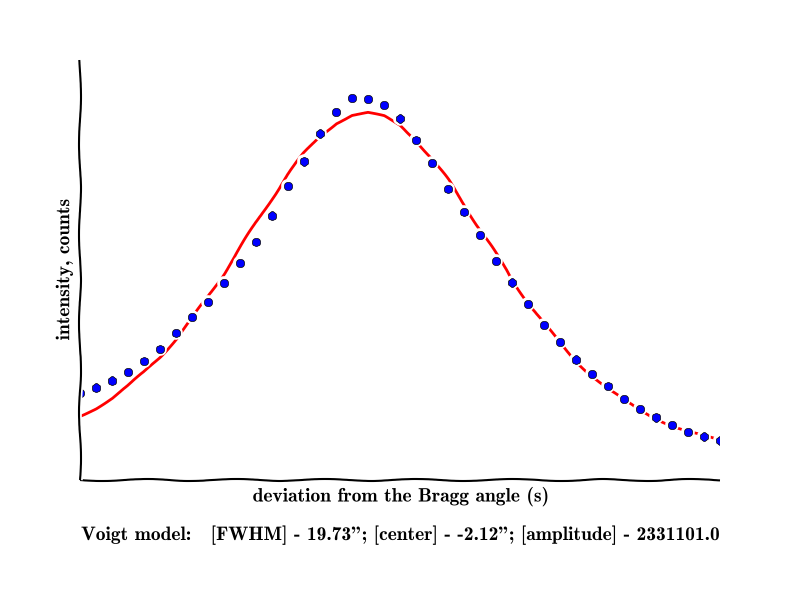 intensity, counts
deviation from the Bragg angle (s)
Voigt model: [FWHM] - 19.73”; [center] - -2.12”; [amplitude] - 2331101.0